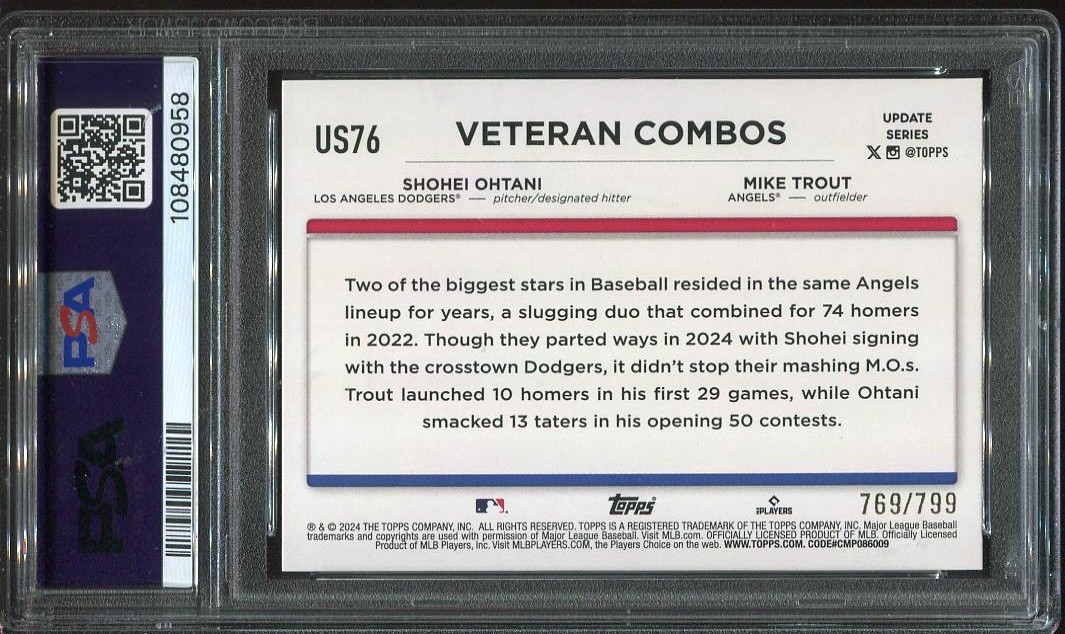 108480958
PSA
PSA
US76
VETERAN COMBOS
UPDATE
SERIES
X @TOPPS
SHOHEI OHTANI
LOS ANGELES DODGERS® — pitcher/designated hitter
MIKE TROUT
ANGELS® — outfielder
Two of the biggest stars in Baseball resided in the same Angels
lineup for years, a slugging duo that combined for 74 homers
in 2022. Though they parted ways in 2024 with Shohei signing
with the crosstown Dodgers, it didn't stop their mashing M.O.s.
Trout launched 10 homers in his first 29 games, while Ohtani
smacked 13 taters in his opening 50 contests.
topps
PLAYERS
769/799
® & © 2024 THE TOPPS COMPANY, INC. ALL RIGHTS RESERVED. TOPPS IS A REGISTERED TRADEMARK OF THE TOPPS COMPANY, INC. Major League Baseball
trademarks and copyrights are used with permission of Major League Baseball. Visit MLB.com. OFFICIALLY LICENSED PRODUCT OF MLB. Officially Licensed
Product of MLB Players, Inc. Visit MLBPLAYERS.COM, the Players Choice on the web. WWW.TOPPS.COM. CODE#CMP086009